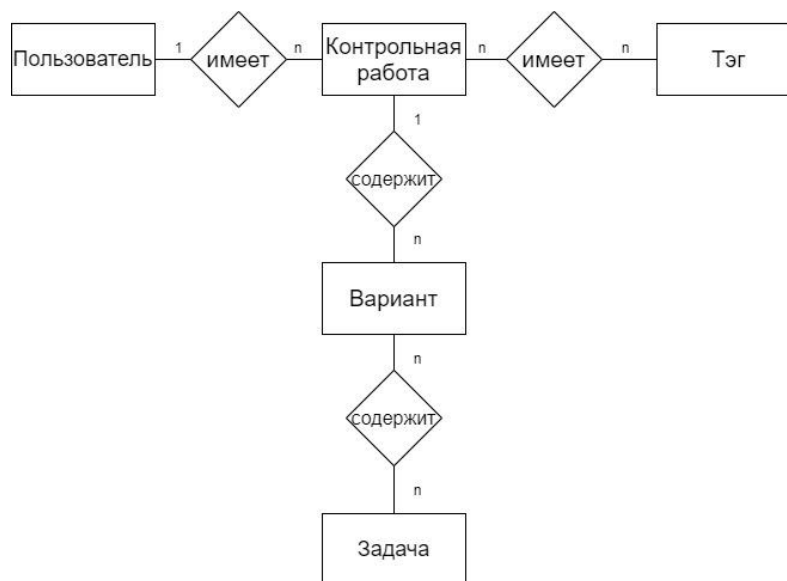 Пользователь
1
имеет
n
Контрольная
работа
n
имеет
n
Тэг
1
содержит
n
Вариант
n
содержит
n
Задача